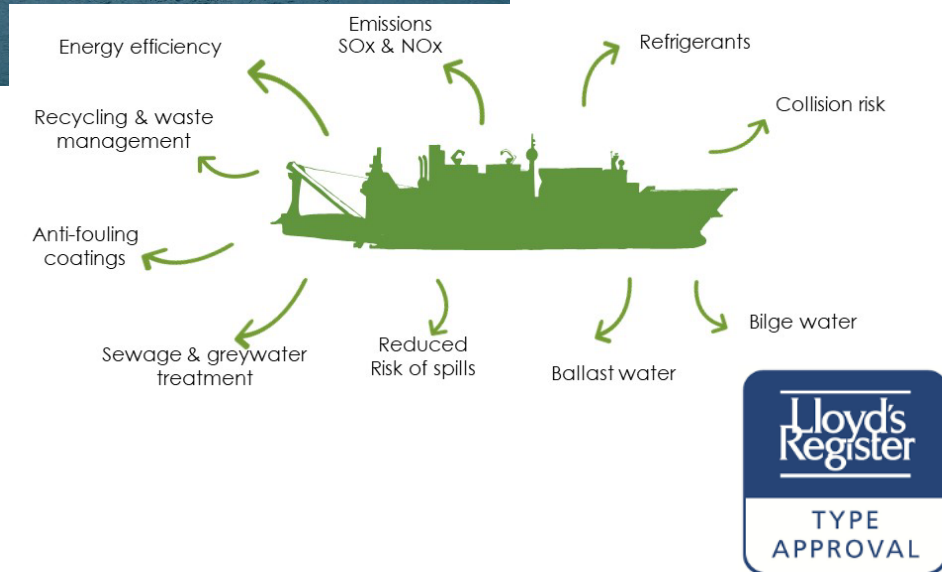 Emissions
SOx & NOx
Energy efficiency
Refrigerants
Collision risk
Recycling & waste
management
Anti-fouling
coatings
Sewage & greywater
treatment
Reduced
Risk of spills
Ballast water
Bilge water
Lloyd's
Register
TYPE
APPROVAL